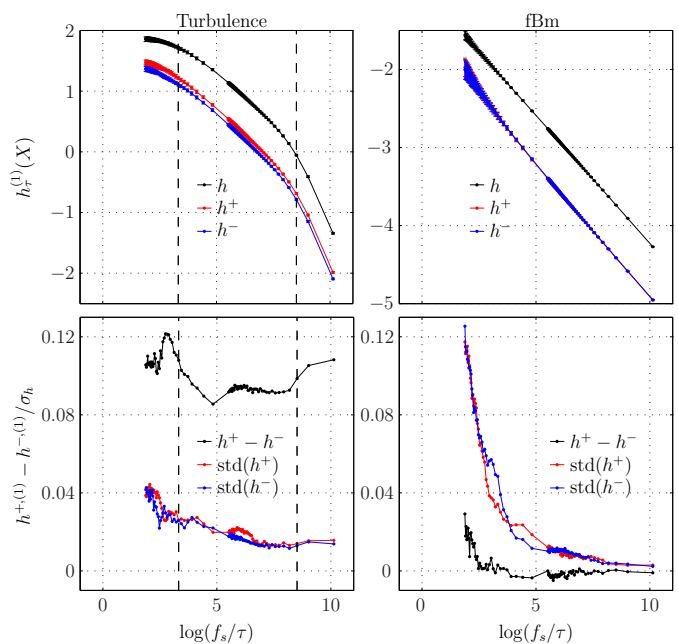 Turbulence
fBm
2
1
0
−1
−2
h_τ^{(1)}(X)
h
h^+
h^−
−2
−3
−4
−5
h
h^+
h^−
0.12
0.08
0.04
0
h^{+,(1)} − h^{−,(1)}/σ_h
h^+ − h^−
std(h^+)
std(h^−)
0 5 10
log(f_s/τ)
0.12
0.08
0.04
0
h^+ − h^−
std(h^+)
std(h^−)
0 5 10
log(f_s/τ)